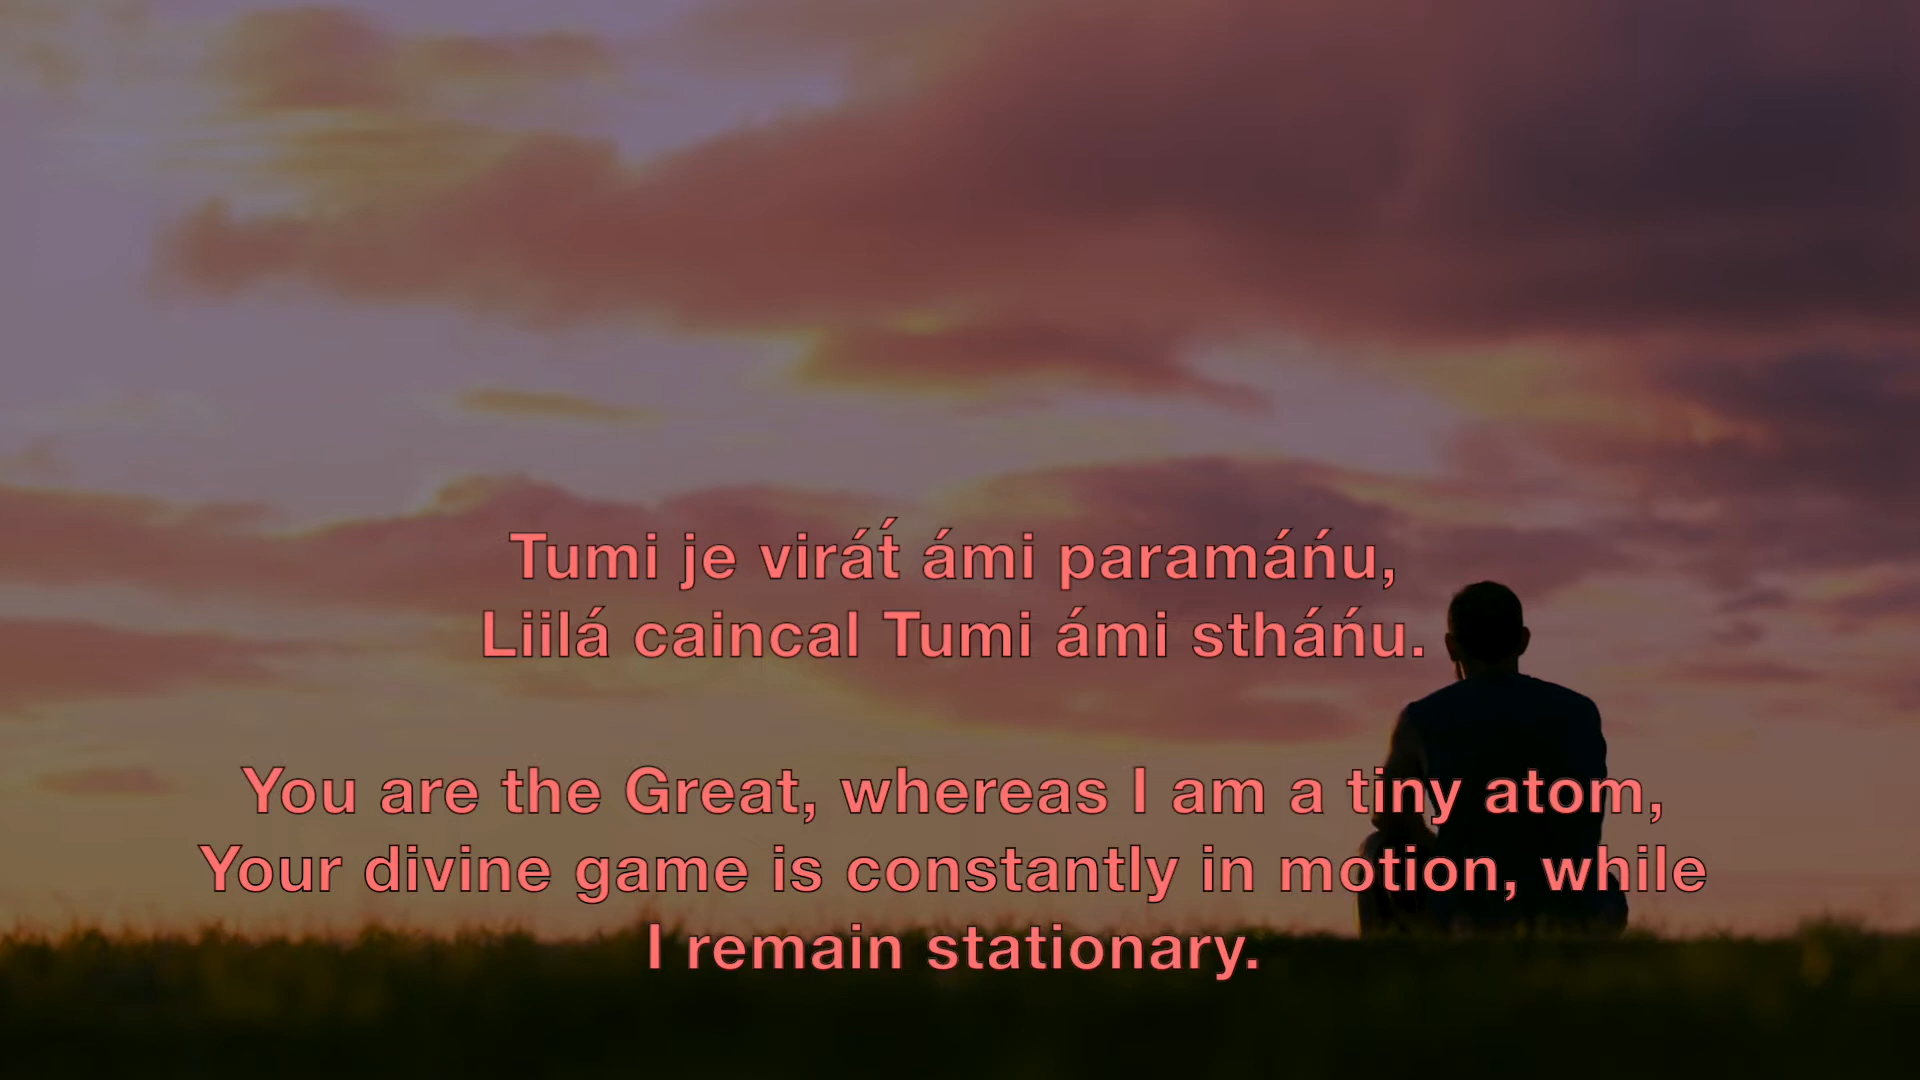 Tumi je virát́ ámi paramáńu,
Liilá caincal Tumi ámi stháńu.
You are the Great, whereas I am a tiny atom,
Your divine game is constantly in motion, while
I remain stationary.